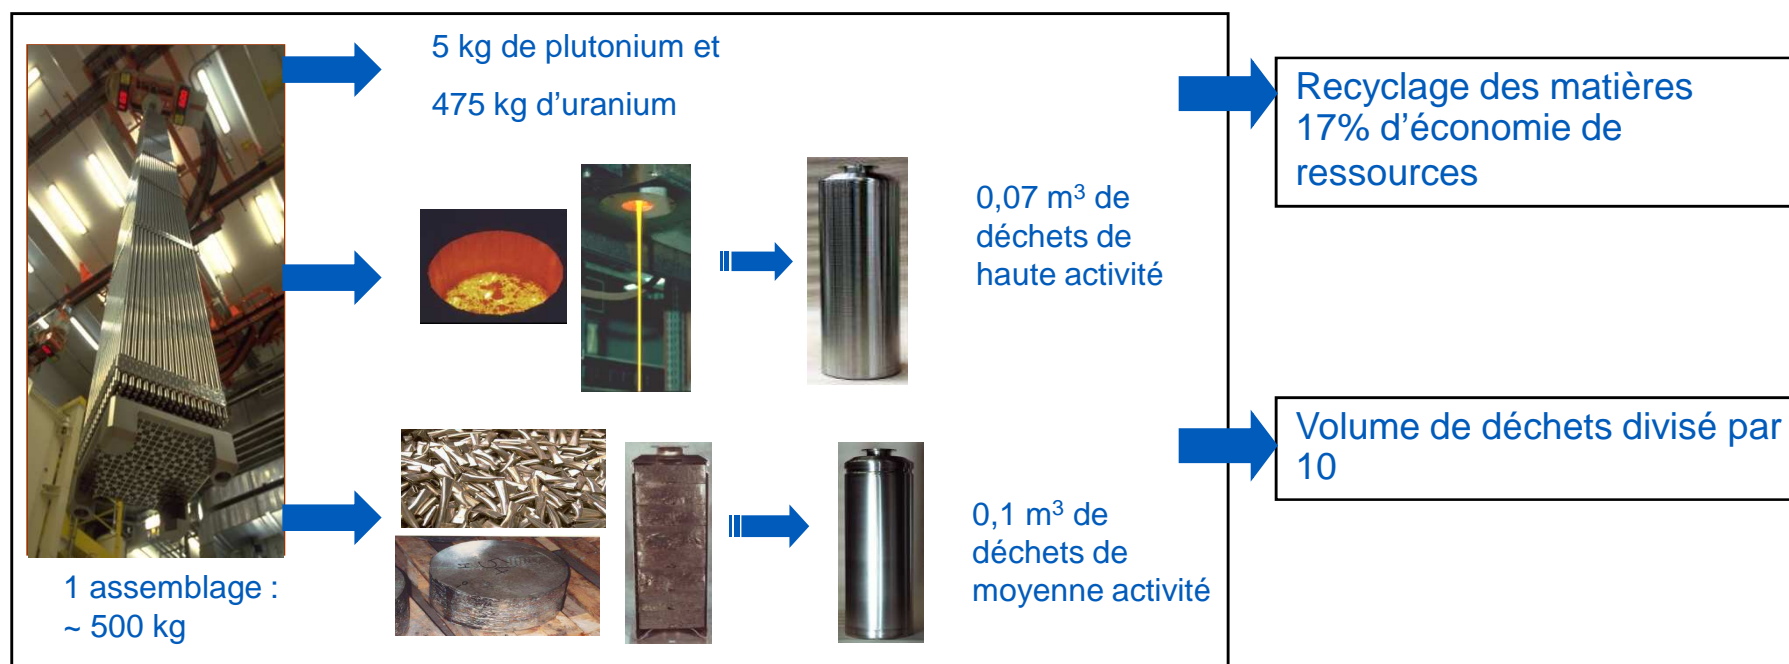 5 kg de plutonium et
475 kg d’uranium
Recyclage des matières
17% d’économie de
ressources
0,07 m³ de
déchets de
haute activité
Volume de déchets divisé par
10
0,1 m³ de
déchets de
moyenne activité
1 assemblage :
~ 500 kg